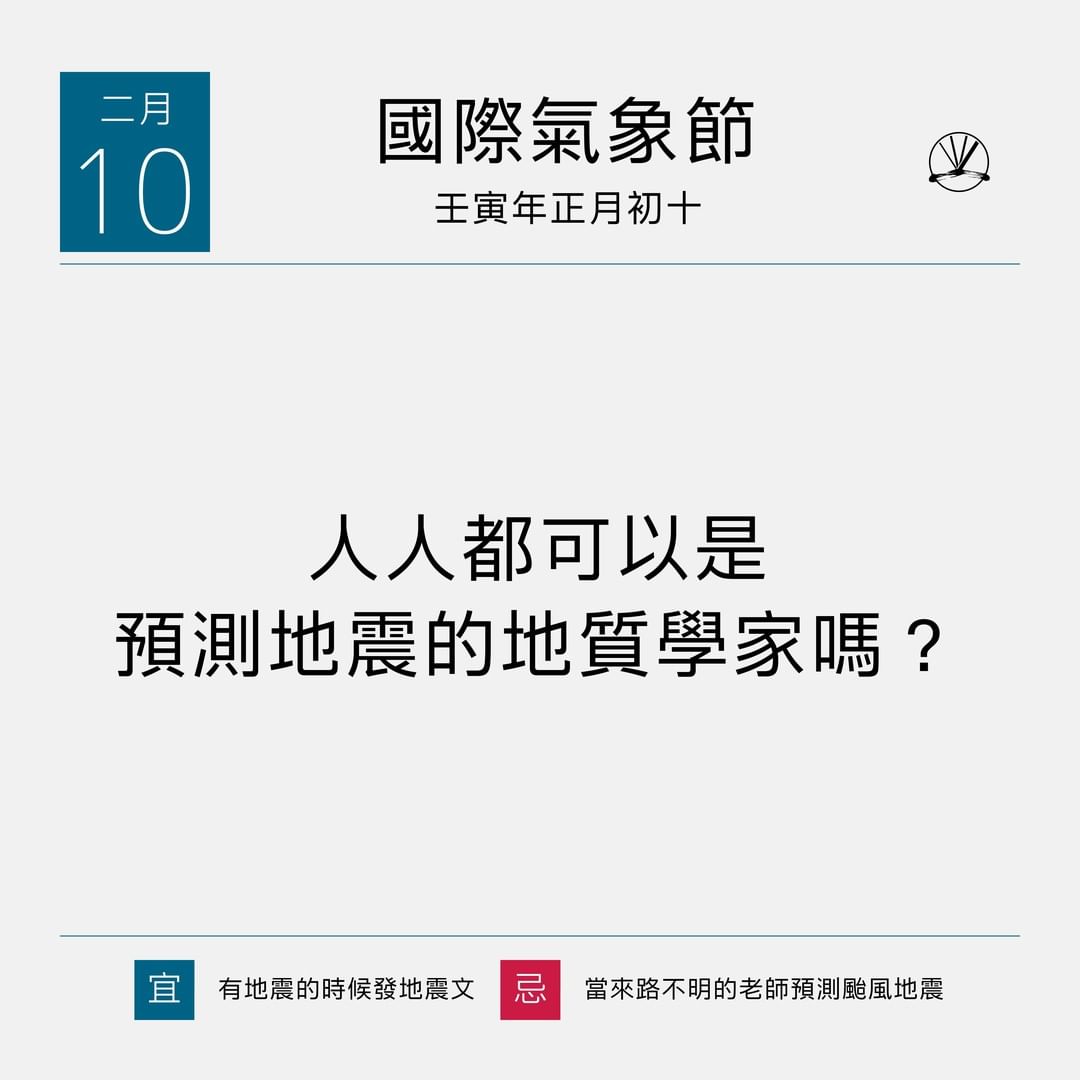 二月
10
國際氣象節
壬寅年正月初十
人人都可以是
預測地震的地質學家嗎？
宜
有地震的時候發地震文
忌
當來路不明的老師預測颱風地震